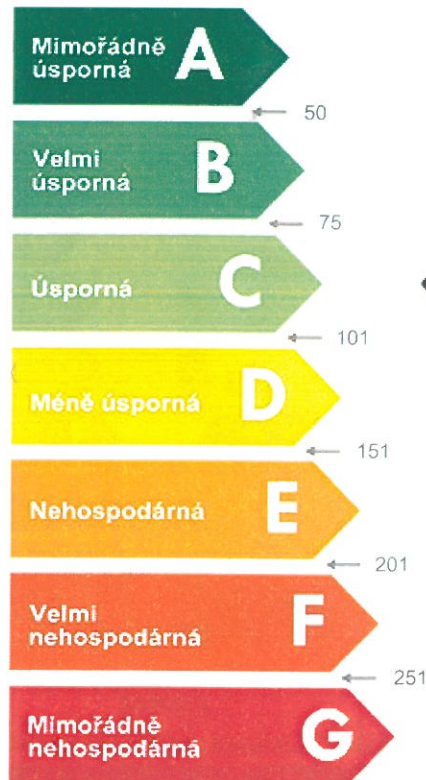 Mimořádně
úsporná
A
50
Velmi
úsporná
B
75
Úsporná
C
101
Méně úsporná
D
151
Nehospodárná
E
201
Velmi
nehospodárná
F
251
Mimořádně
nehospodárná
G